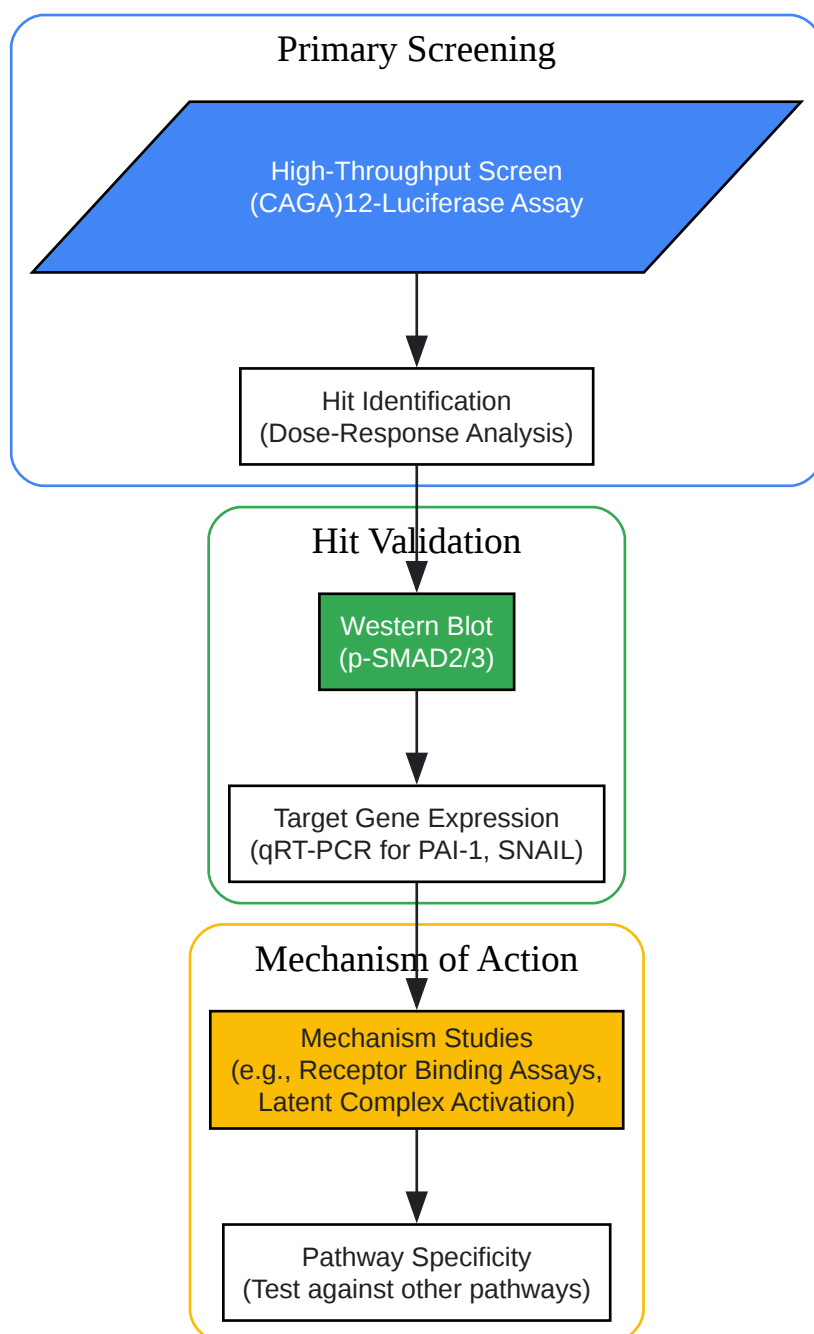 Primary Screening
High-Throughput Screen
(CAGA)12-Luciferase Assay
Hit Identification
(Dose-Response Analysis)
Hit Validation
Western Blot
(p-SMAD2/3)
Target Gene Expression
(qRT-PCR for PAI-1, SNAIL)
Mechanism of Action
Mechanism Studies
(e.g., Receptor Binding Assays,
Latent Complex Activation)
Pathway Specificity
(Test against other pathways)